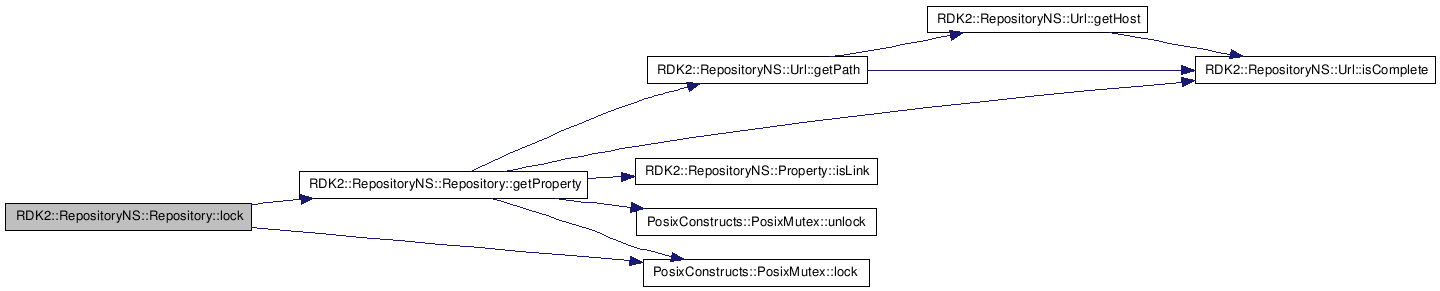 RDK2::RepositoryNS::Url::getHost
RDK2::RepositoryNS::Url::getPath
RDK2::RepositoryNS::Url::isComplete
RDK2::RepositoryNS::Property::isLink
RDK2::RepositoryNS::Repository::getProperty
RDK2::RepositoryNS::Repository::lock
PosixConstructs::PosixMutex::unlock
PosixConstructs::PosixMutex::lock